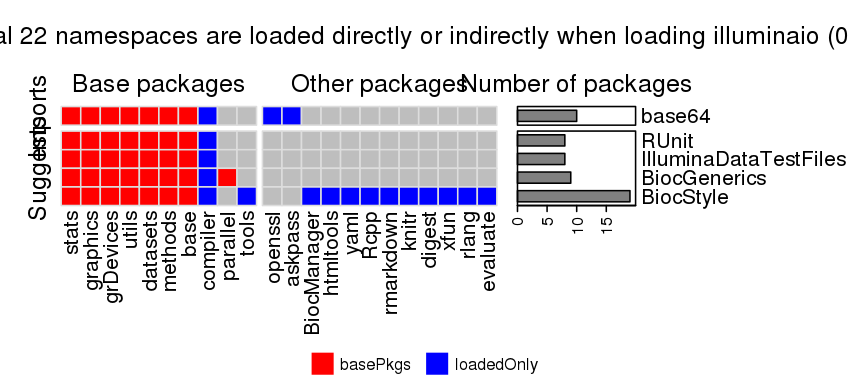 al 22 namespaces are loaded directly or indirectly when loading illuminaio (0
Base packages
Other packages
Number of packages
Imports
Suggests
base64
RUnit
IlluminaDataTestFiles
BiocGenerics
BiocStyle
0
5
10
15
stats
graphics
grDevices
utils
datasets
methods
base
compiler
parallel
tools
openssl
askpass
BiocManager
htmltools
yaml
Rcpp
rmarkdown
knitr
digest
xfun
rlang
evaluate
basePkgs
loadedOnly